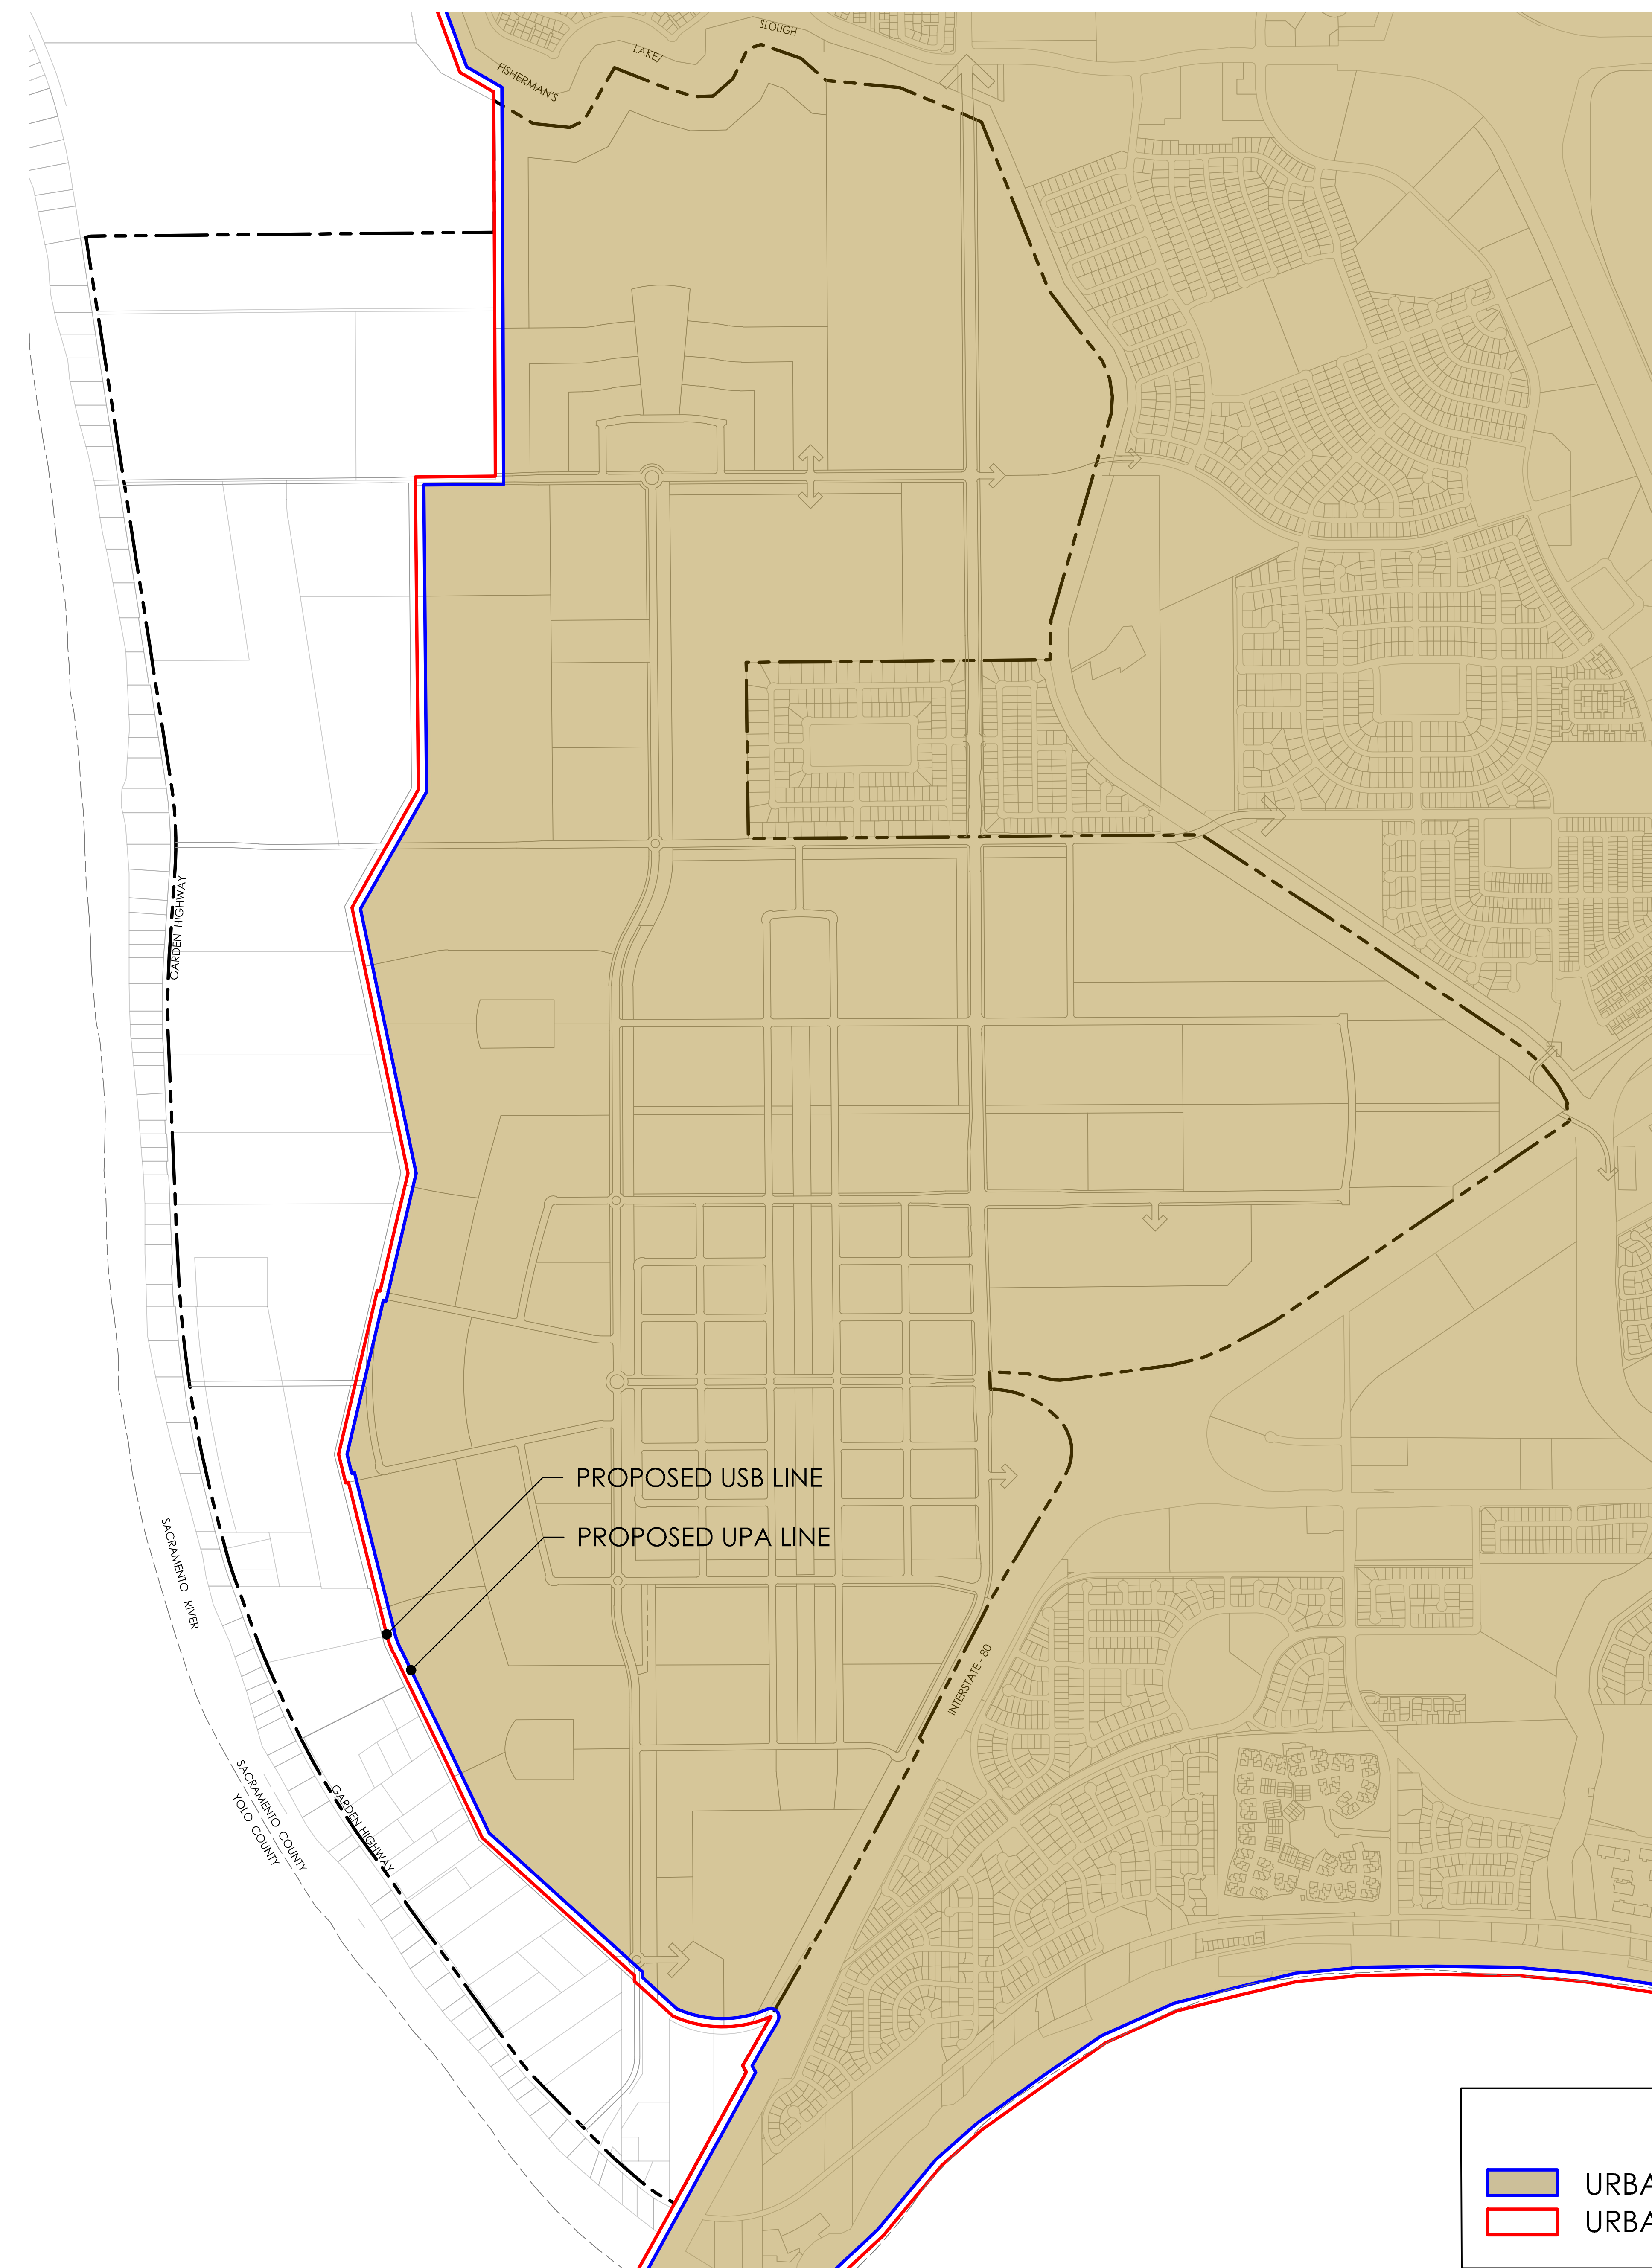 SLOUGH
LAKE/
FISHERMAN'S
GARDEN HIGHWAY
PROPOSED USB LINE
PROPOSED UPA LINE
SACRAMENTO RIVER
INTERSTATE - 80
SACRAMENTO COUNTY
YOLO COUNTY
GARDEN HIGHWAY
URBA
URBA